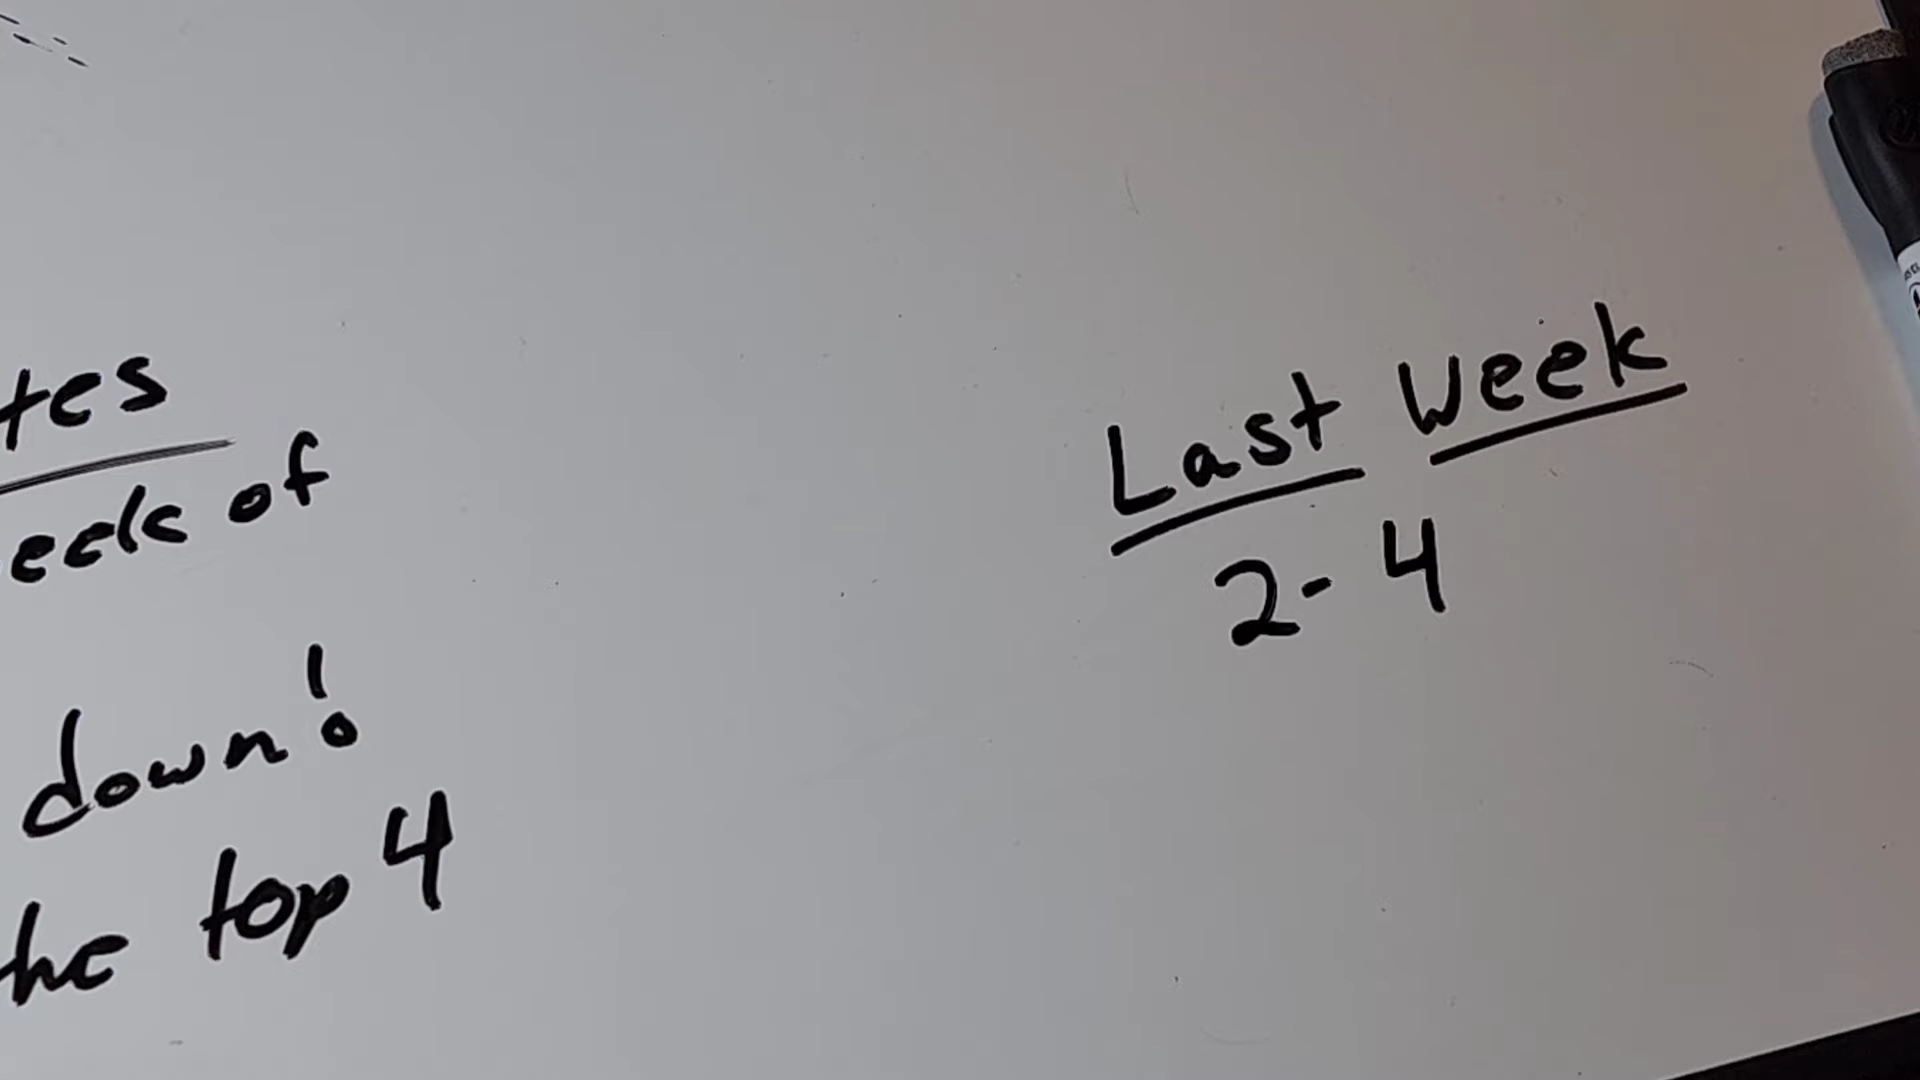 tes
eek of
down!
he top 4
Last Week
2-4